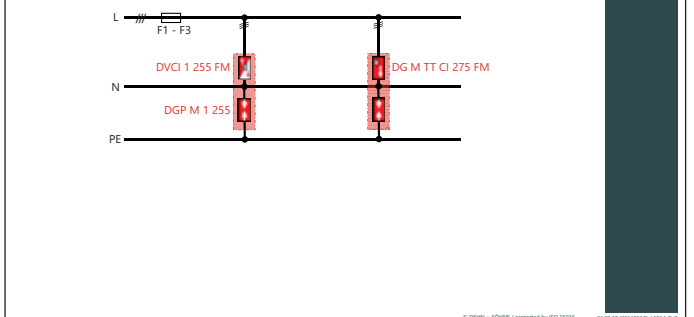 L
F1 - F3
DVCI 1 255 FM
DG M TT CI 275 FM
N
DGP M 1 255
PE